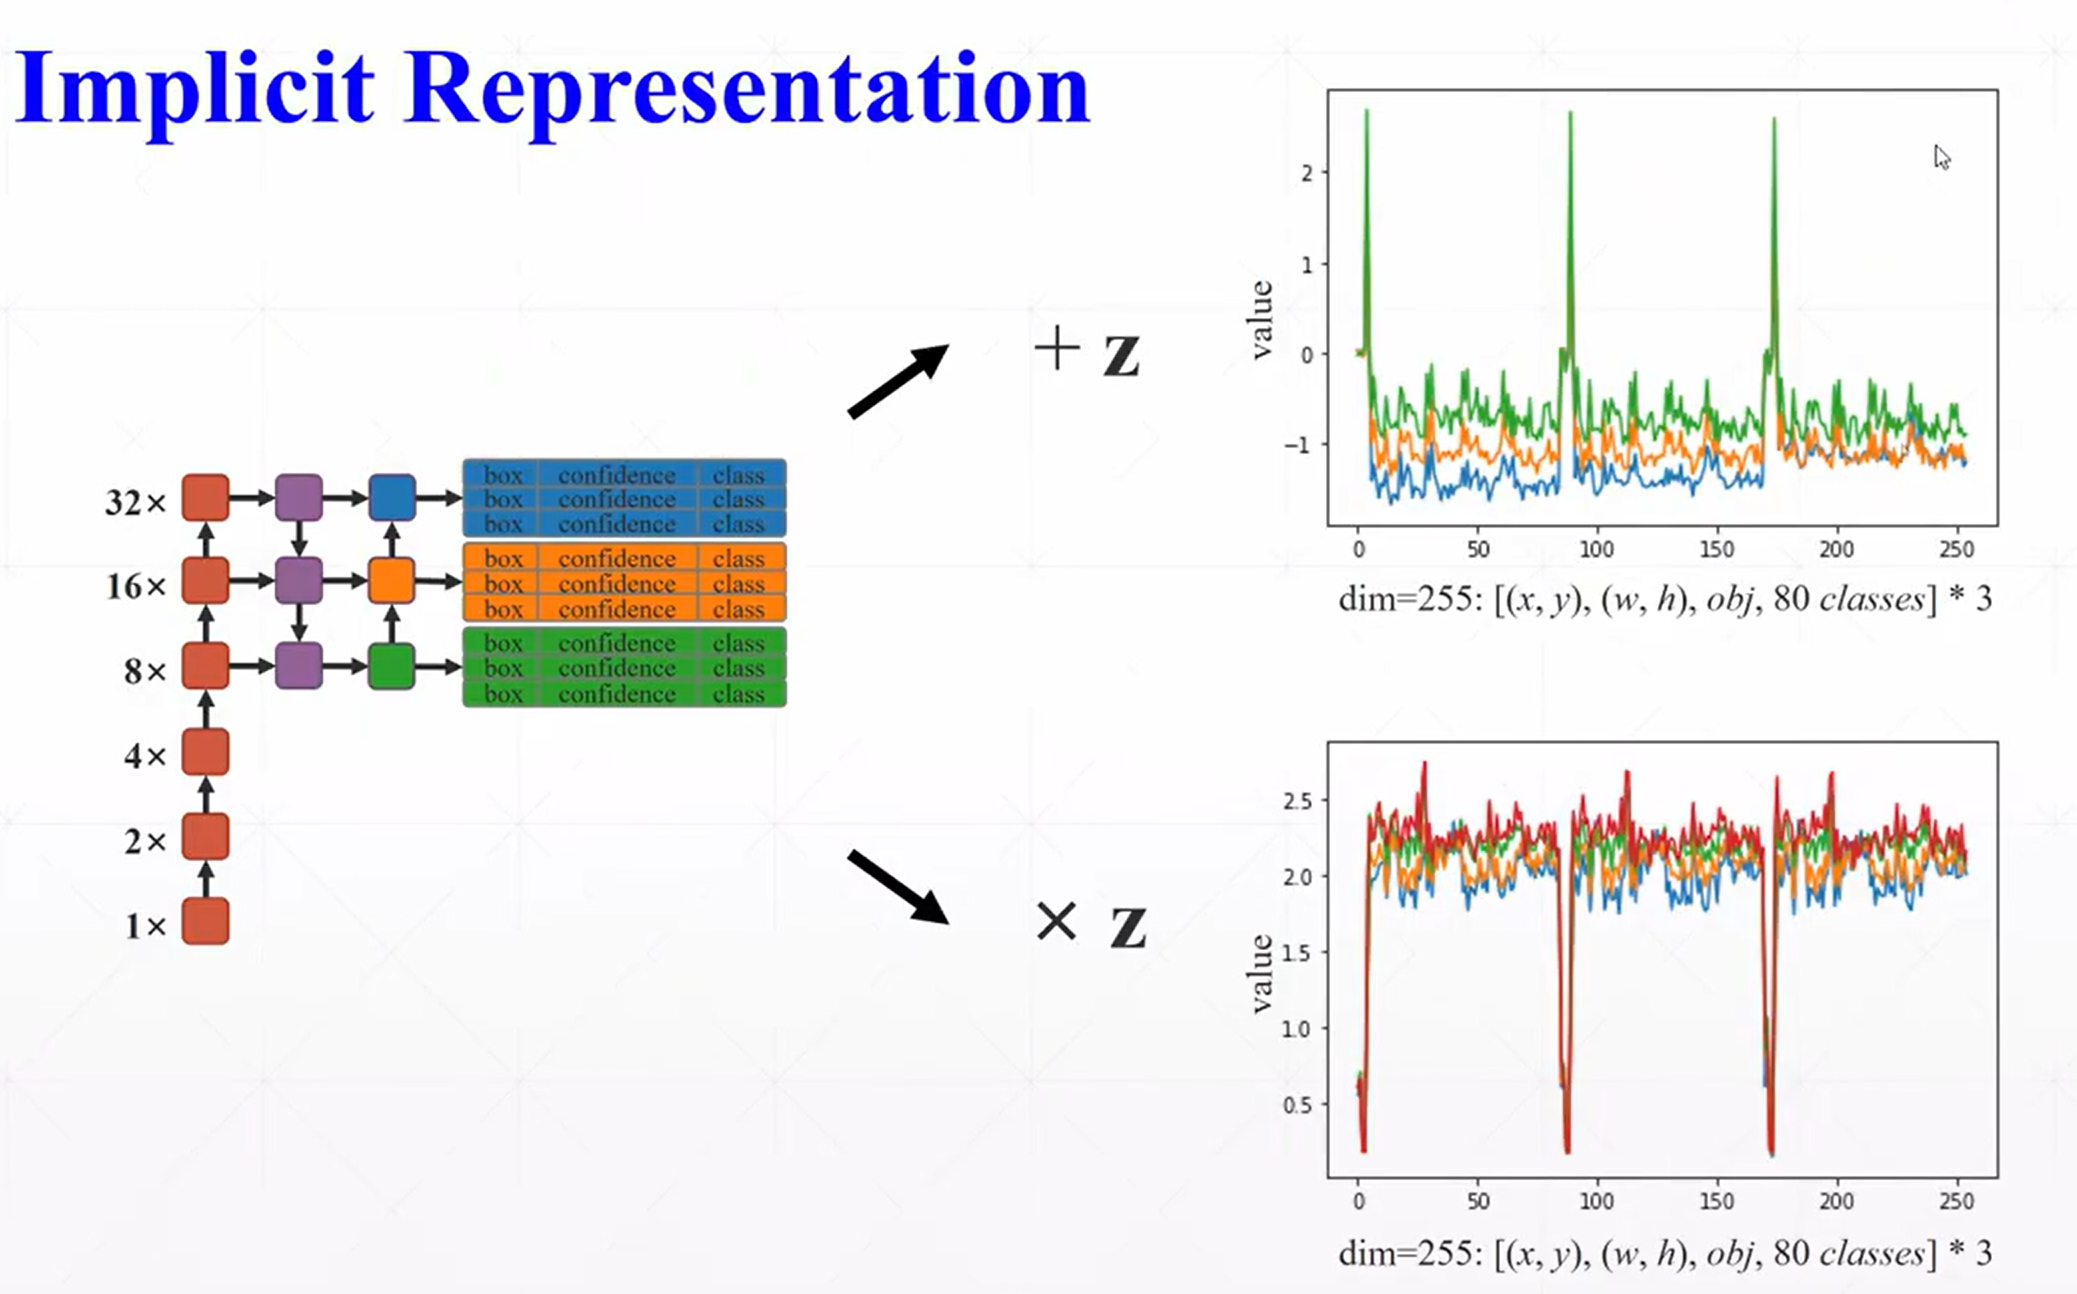 Implicit Representation
32×
16×
8×
4×
2×
1×
box confidence class
box confidence class
box confidence class
box confidence class
box confidence class
box confidence class
box confidence class
box confidence class
box confidence class
+ z
× z
value
2
1
0
−1
0 50 100 150 200 250
dim=255: [(x, y), (w, h), obj, 80 classes] * 3
value
2.5
2.0
1.5
1.0
0.5
0 50 100 150 200 250
dim=255: [(x, y), (w, h), obj, 80 classes] * 3